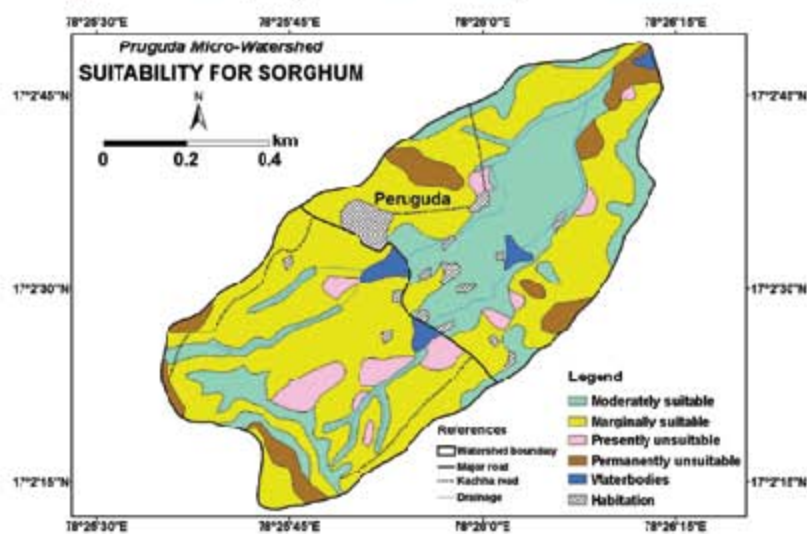 78°25'30"E 78°25'45"E 78°26'0"E 78°26'15"E
Pruguda Micro-Watershed
SUITABILITY FOR SORGHUM
N
km
0 0.2 0.4
17°2'45"N 17°2'45"N
Peruguda
17°2'30"N 17°2'30"N
Legend
Moderately suitable
Marginally suitable
Presently unsuitable
Permanently unsuitable
Waterbodies
Habitation
References
Watershed boundary
Major road
Kachha road
Drainage
17°2'15"N 17°2'15"N
78°25'30"E 78°25'45"E 78°26'0"E 78°26'15"E